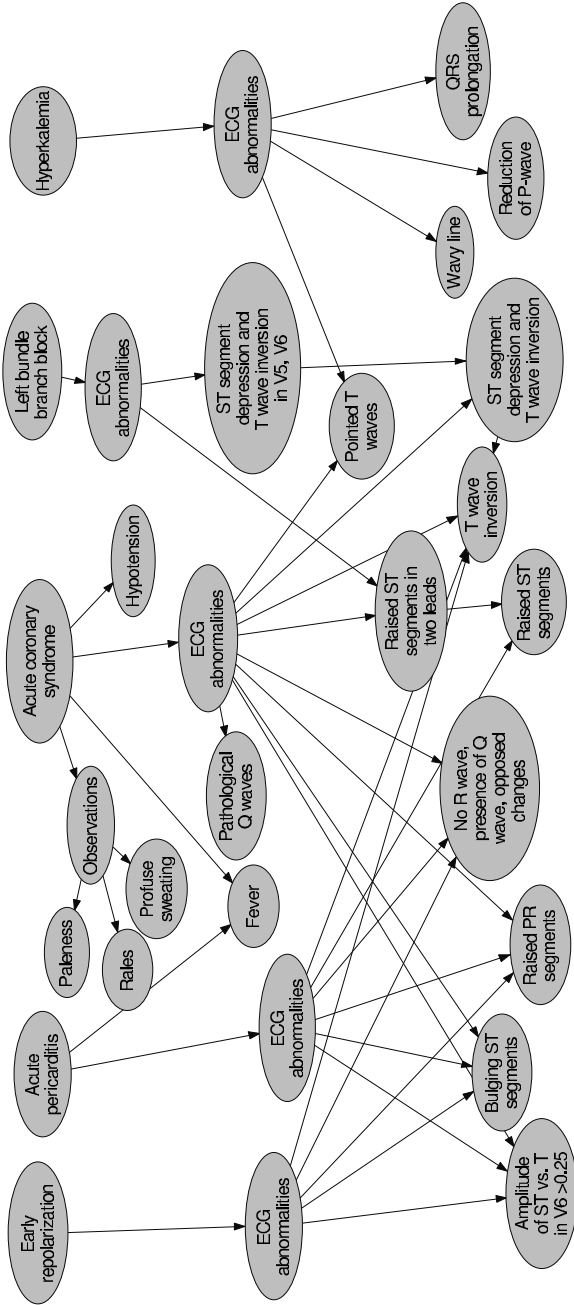 Early
repolarization
Acute
pericarditis
Acute coronary
syndrome
Left bundle
branch block
Hyperkalemia
Paleness
Observations
Hypotension
ECG
abnormalities
Rales
Profuse
sweating
ECG
abnormalities
ECG
abnormalities
ST segment
depression and
T wave inversion
in V5, V6
Pathological
Q waves
Fever
ECG
abnormalities
ECG
abnormalities
Pointed T
waves
Raised ST
segments in
two leads
T wave
inversion
Wavy line
QRS
prolongation
No R wave,
presence of Q
wave, opposed
changes
ST segment
depression and
T wave inversion
Reduction
of P-wave
Bulging ST
segments
Raised PR
segments
Raised ST
segments
Amplitude
of ST vs. T
in V6 >0.25